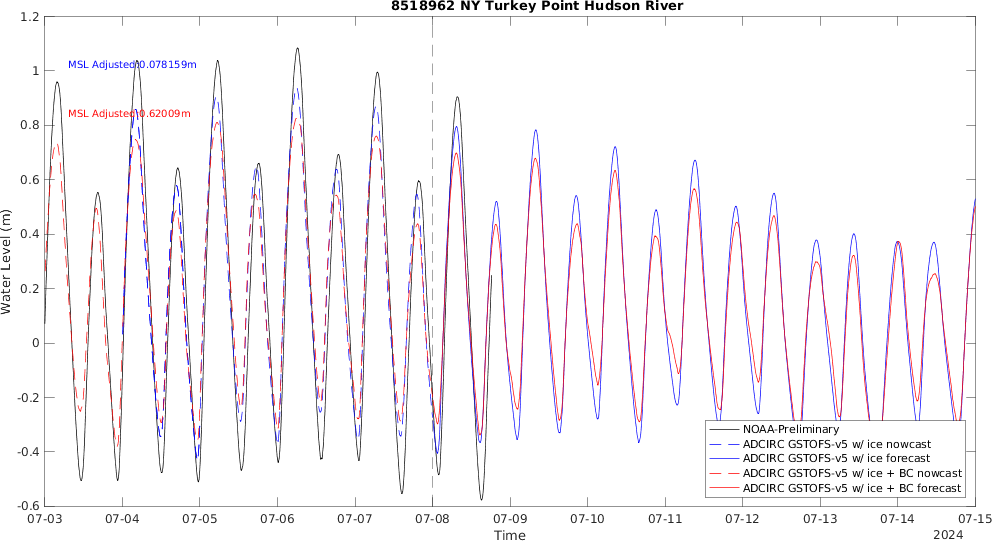 8518962 NY Turkey Point Hudson River
1.2
1
0.8
0.6
0.4
0.2
0
-0.2
-0.4
-0.6
Water Level (m)
MSL Adjusted 0.078159m
MSL Adjusted 0.62009m
NOAA-Preliminary
ADCIRC GSTOFS-v5 w/ ice nowcast
ADCIRC GSTOFS-v5 w/ ice forecast
ADCIRC GSTOFS-v5 w/ ice + BC nowcast
ADCIRC GSTOFS-v5 w/ ice + BC forecast
07-03 07-04 07-05 07-06 07-07 07-08 07-09 07-10 07-11 07-12 07-13 07-14 07-15
Time
2024